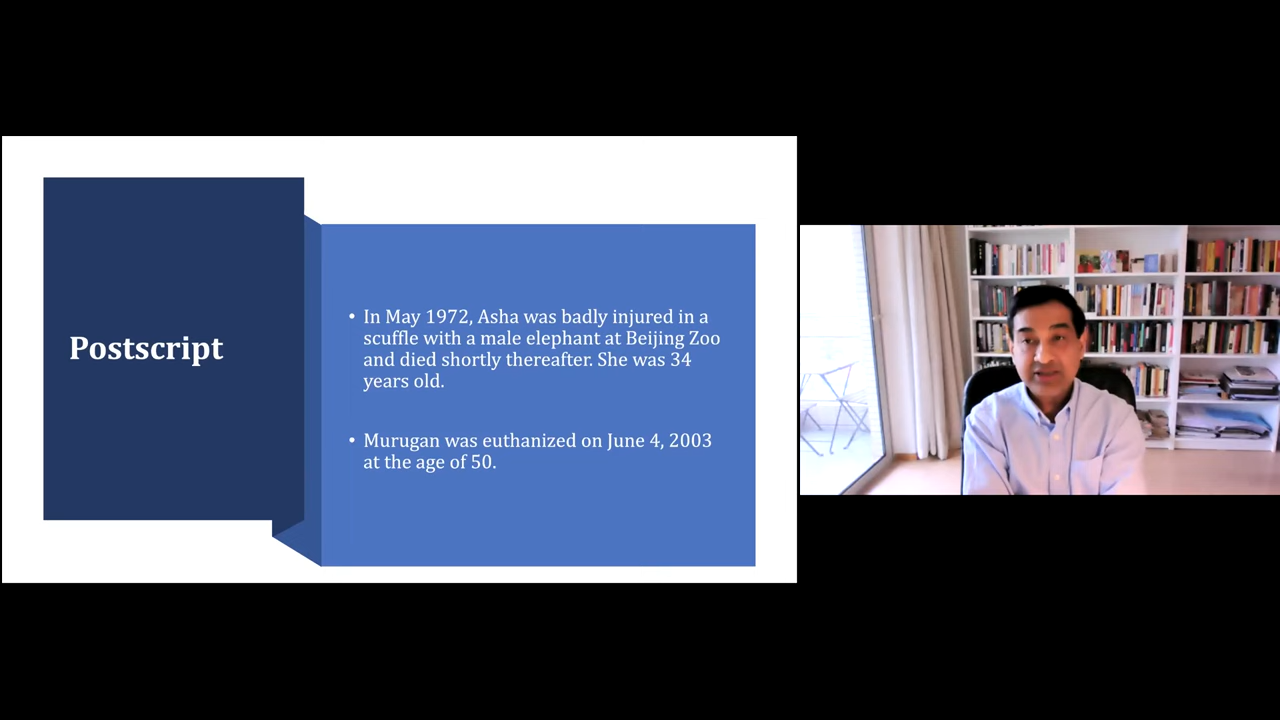 Postscript
• In May 1972, Asha was badly injured in a
scuffle with a male elephant at Beijing Zoo
and died shortly thereafter. She was 34
years old.
• Murugan was euthanized on June 4, 2003
at the age of 50.